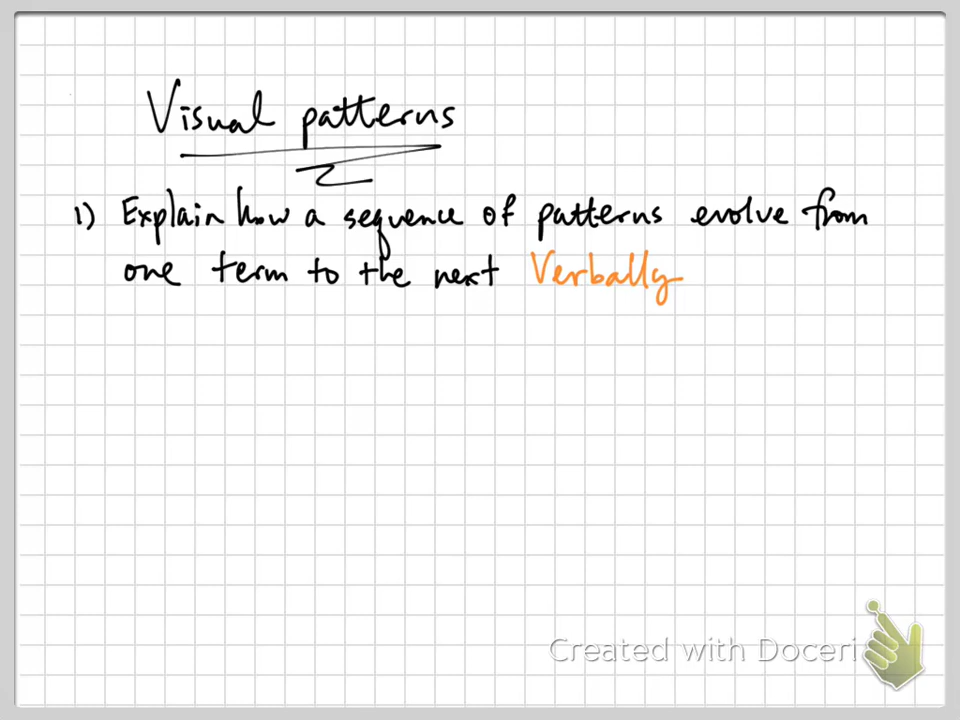 Visual patterns
1) Explain how a sequence of patterns evolve from
one term to the next Verbally
Created with Doceri